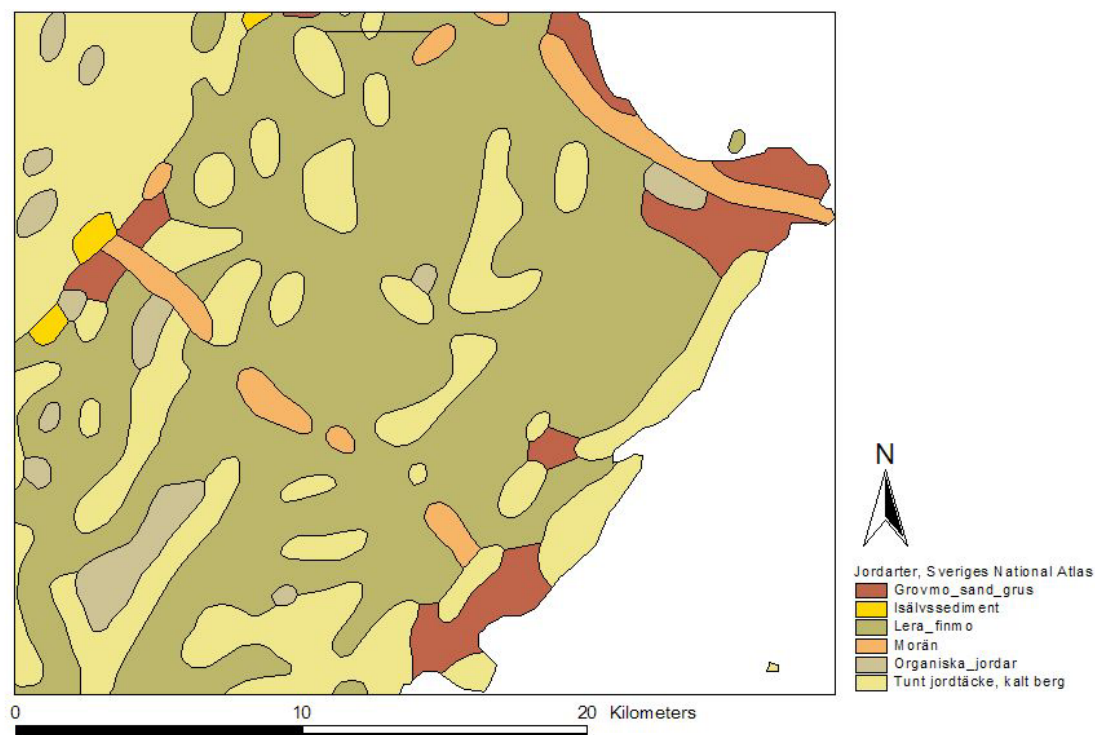 N
Jordarter, Sveriges National Atlas
Grovmo_sand_grus
Isälvssediment
Lera_finmo
Morän
Organiska_jordar
Tunt jordtäcke, kalt berg
0 10 20 Kilometers